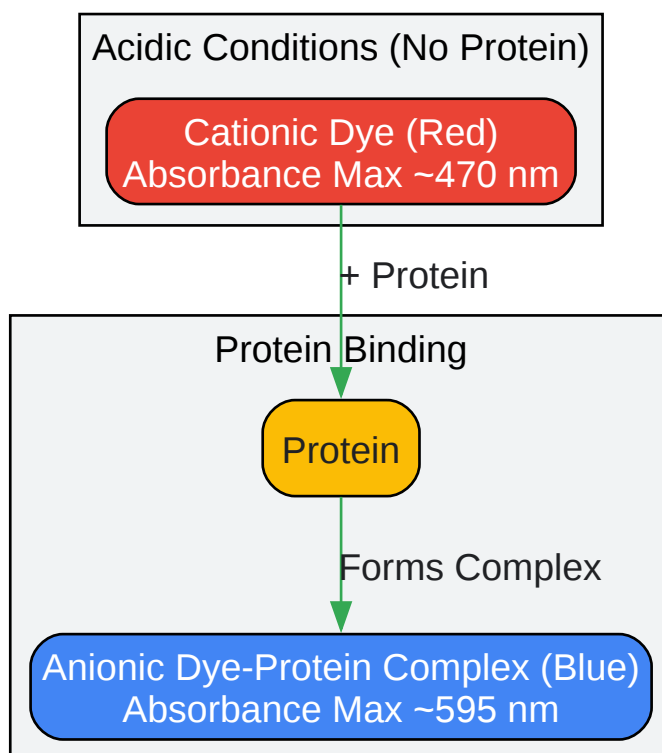 Acidic Conditions (No Protein)
Cationic Dye (Red)
Absorbance Max ~470 nm
+ Protein
Protein Binding
Protein
Forms Complex
Anionic Dye-Protein Complex (Blue)
Absorbance Max ~595 nm